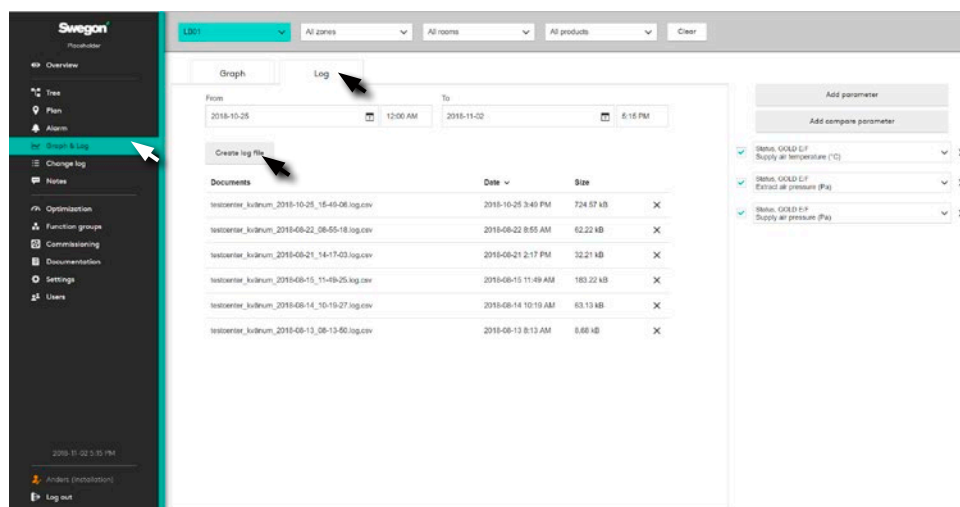 Swegon
Placeholder
Overview
Tree
Plan
Alarm
Graph & Log
Change log
Notes
Optimization
Function groups
Commissioning
Documentation
Settings
Users
2018-11-02 5:15 PM
Anders (Installation)
Log out
LB01
All zones
All rooms
All products
Clear
Graph
Log
From
To
2018-10-25
12:00 AM
2018-11-02
5:15 PM
Create log file
Documents
Date
Size
testcenter_kvänum_2018-10-25_15-49-08.log.csv 2018-10-25 3:49 PM 724.57 kB
testcenter_kvänum_2018-08-22_08-55-18.log.csv 2018-08-22 8:55 AM 62.22 kB
testcenter_kvänum_2018-08-21_14-17-03.log.csv 2018-08-21 2:17 PM 32.21 kB
testcenter_kvänum_2018-08-15_11-49-25.log.csv 2018-08-15 11:49 AM 183.22 kB
testcenter_kvänum_2018-08-14_10-19-27.log.csv 2018-08-14 10:19 AM 63.13 kB
testcenter_kvänum_2018-08-13_08-13-50.log.csv 2018-08-13 8:13 AM 8.68 kB
Add parameter
Add compare parameter
Status, GOLD E/F
Supply air temperature (°C)
Status, GOLD E/F
Extract air pressure (Pa)
Status, GOLD E/F
Supply air pressure (Pa)